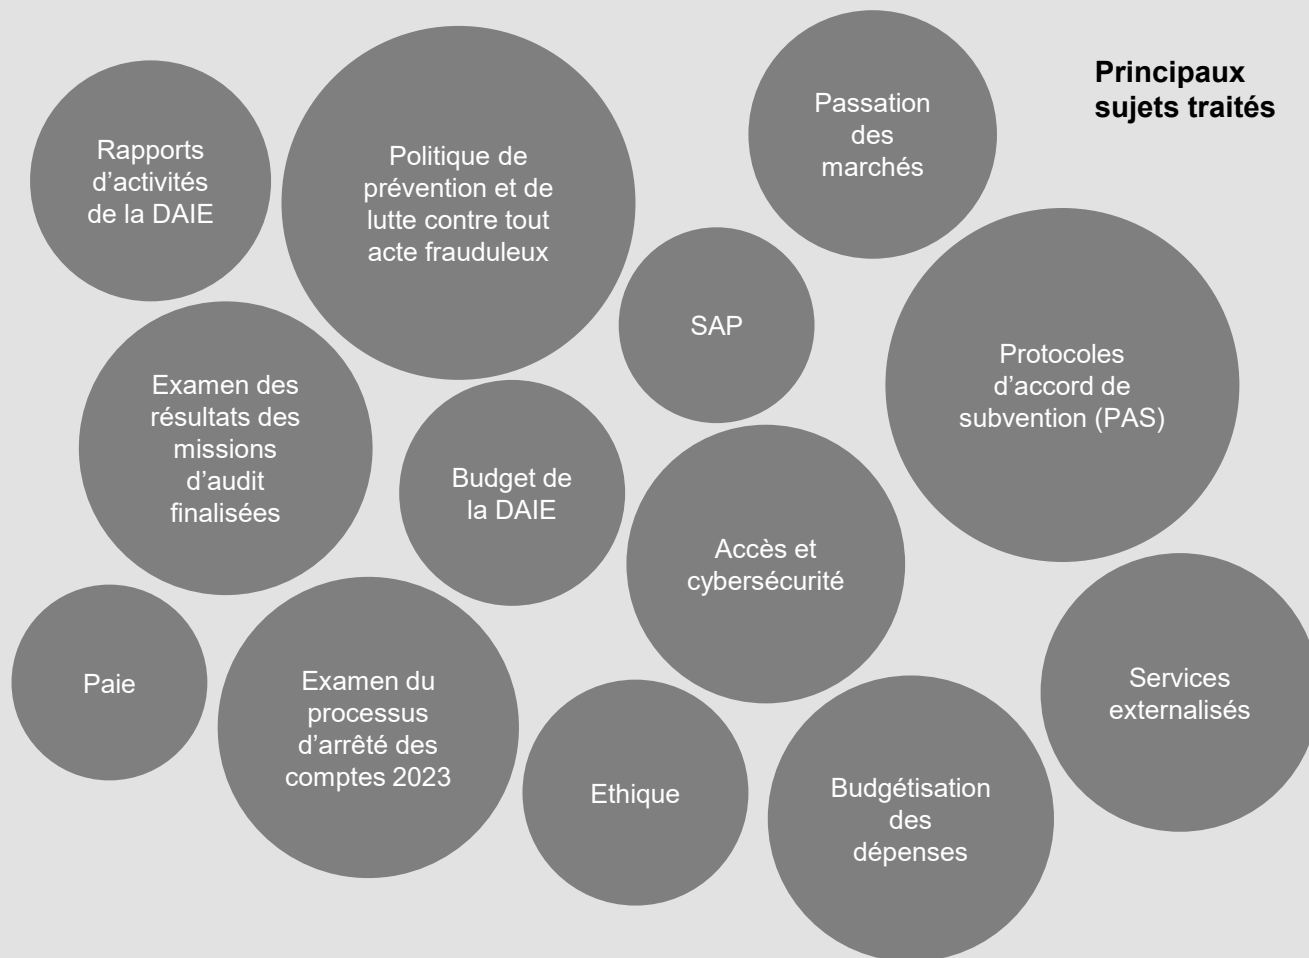 Principaux
sujets traités
Rapports
d’activités
de la DAIE
Politique de
prévention et de
lutte contre tout
acte frauduleux
Passation
des
marchés
SAP
Protocoles
d’accord de
subvention (PAS)
Examen des
résultats des
missions
d’audit
finalisées
Budget de
la DAIE
Accès et
cybersécurité
Paie
Examen du
processus
d’arrêté des
comptes 2023
Ethique
Budgétisation
des
dépenses
Services
externalisés